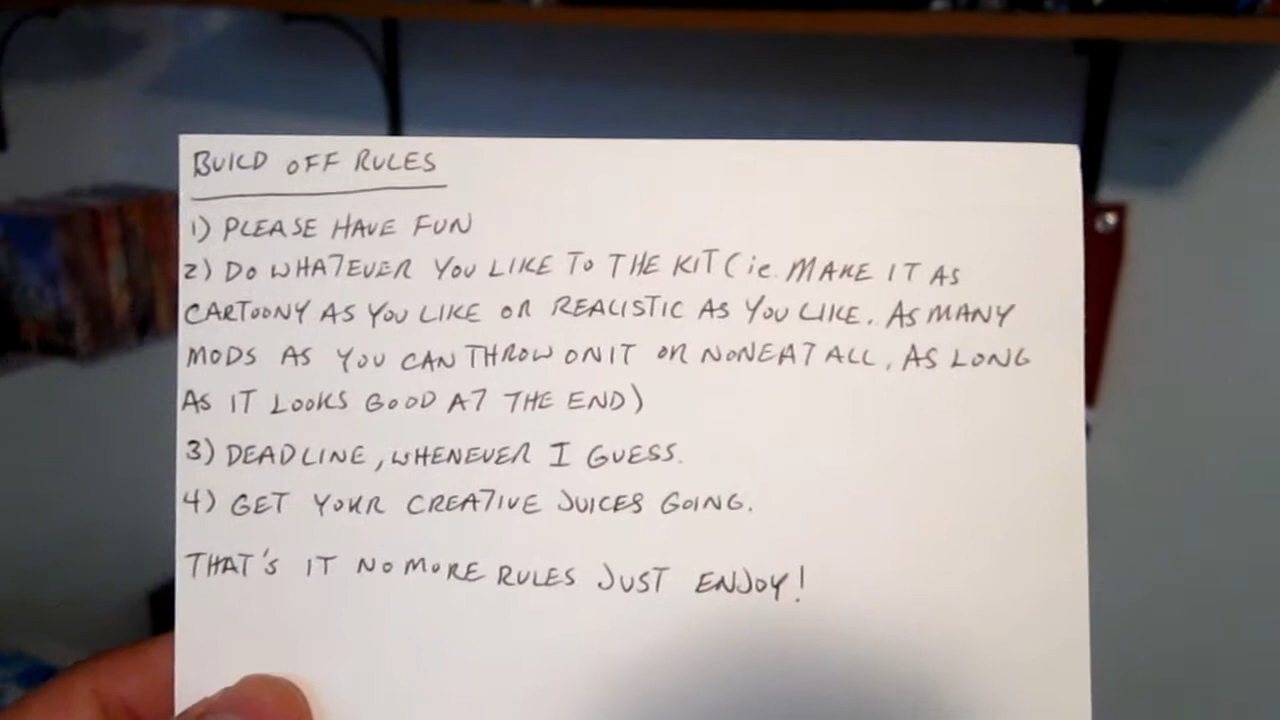 BUILD OFF RULES
1) PLEASE HAVE FUN
2) DO WHATEVER YOU LIKE TO THE KIT (ie. MAKE IT AS
CARTOONY AS YOU LIKE OR REALISTIC AS YOU LIKE. AS MANY
MODS AS YOU CAN THROW ON IT OR NONE AT ALL, AS LONG
AS IT LOOKS GOOD AT THE END)
3) DEADLINE, WHENEVER I GUESS.
4) GET YOUR CREATIVE JUICES GOING.
THAT'S IT NO MORE RULES JUST ENJOY!